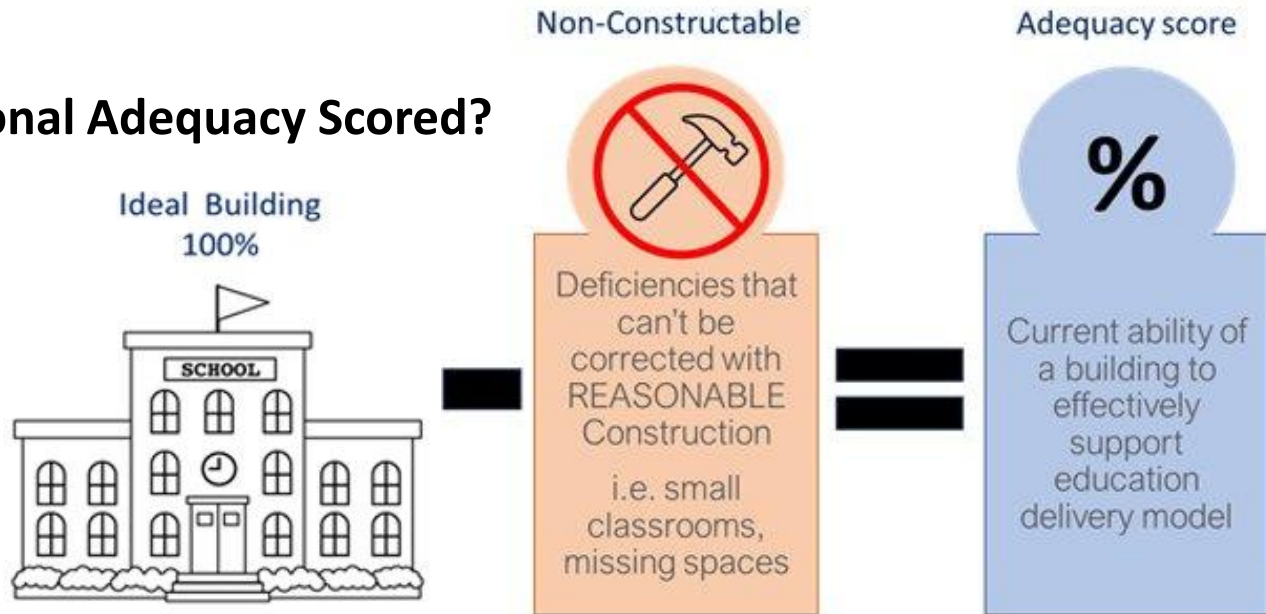 onal Adequacy Scored?
Ideal Building
100%
SCHOOL
Non-Constructable
Deficiencies that
can't be
corrected with
REASONABLE
Construction
i.e. small
classrooms,
missing spaces
Adequacy score
%
Current ability of
a building to
effectively
support
education
delivery model